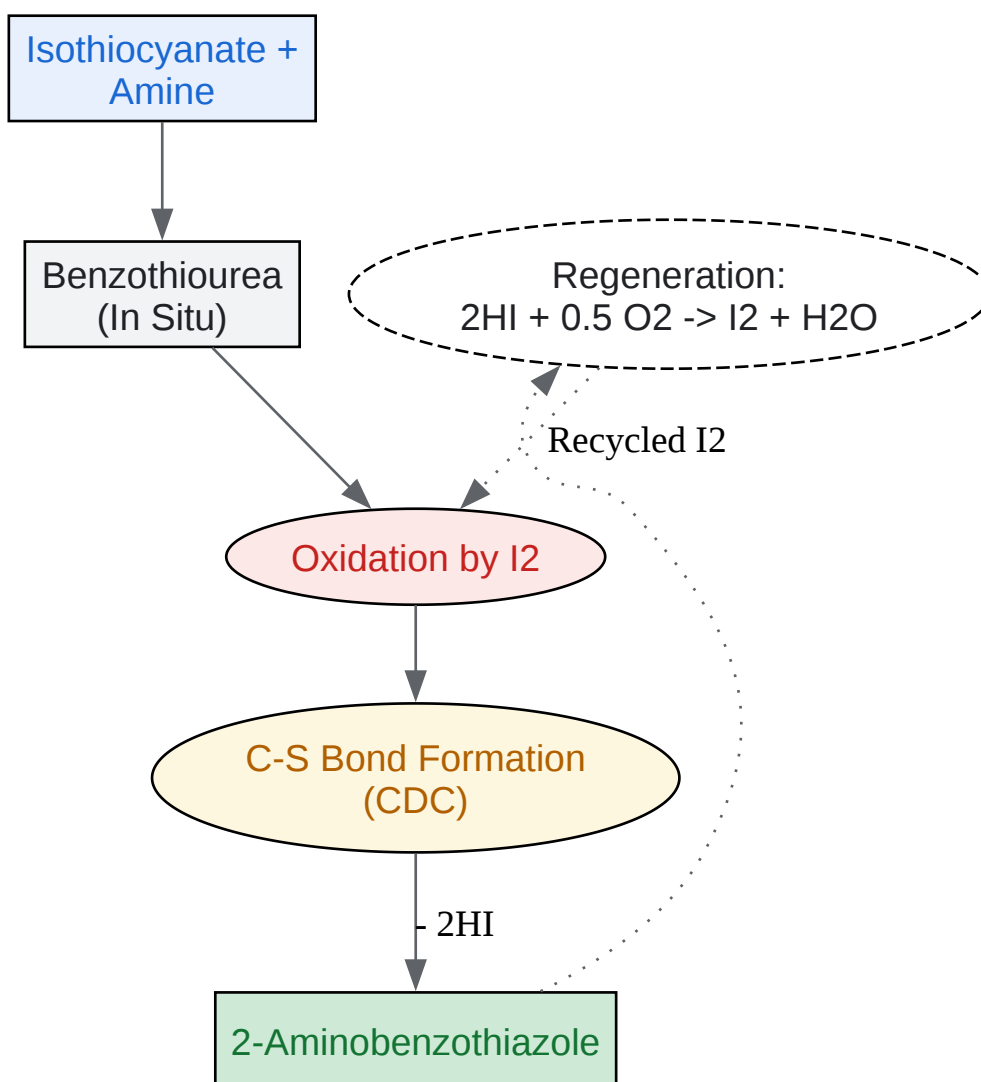 Isothiocyanate +
Amine
Benzothiourea
(In Situ)
Regeneration:
2HI + 0.5 O2 -> I2 + H2O
Recycled I2
Oxidation by I2
C-S Bond Formation
(CDC)
- 2HI
2-Aminobenzothiazole